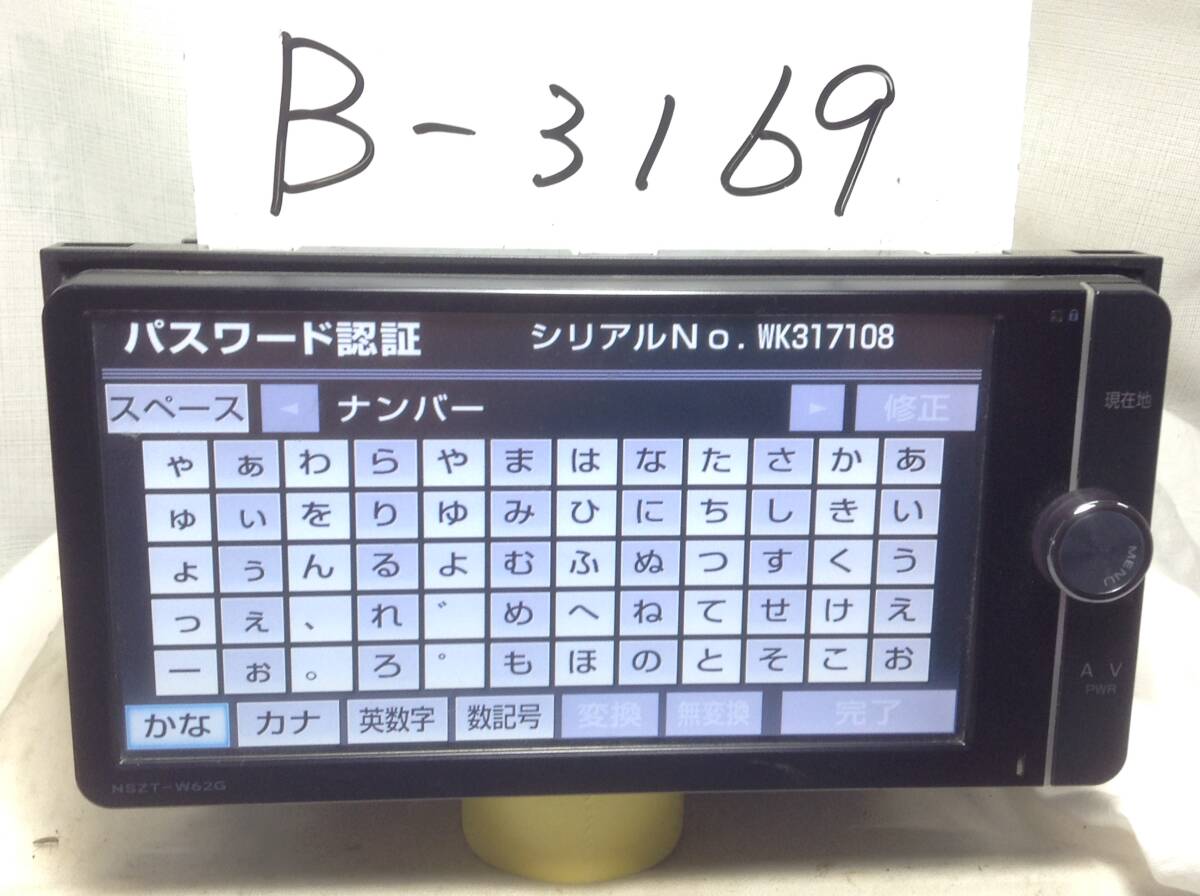 B-3169
パスワード認証 シリアルNo. WK317108
スペース ◄ ナンバー ► 修正
ゃ ぁ わ ら や ま は な た さ か あ
ゅ ぃ を り ゆ み ひ に ち し き い
ょ ぅ ん る よ む ふ ぬ つ す く う
っ ぇ 、 れ ゛ め へ ね て せ け え
ー ぉ 。 ろ ゜ も ほ の と そ こ お
かな カナ 英数字 数記号 変換 無変換 完了
現在地
MENU
AV
PWR
NSZT-W62G